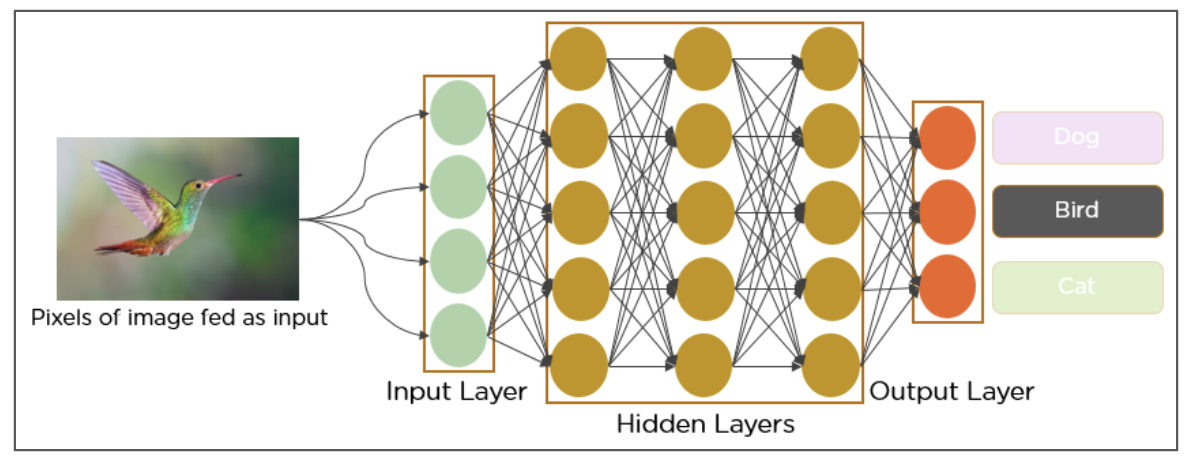 Dog
Bird
Cat
Pixels of image fed as input
Input Layer
Output Layer
Hidden Layers